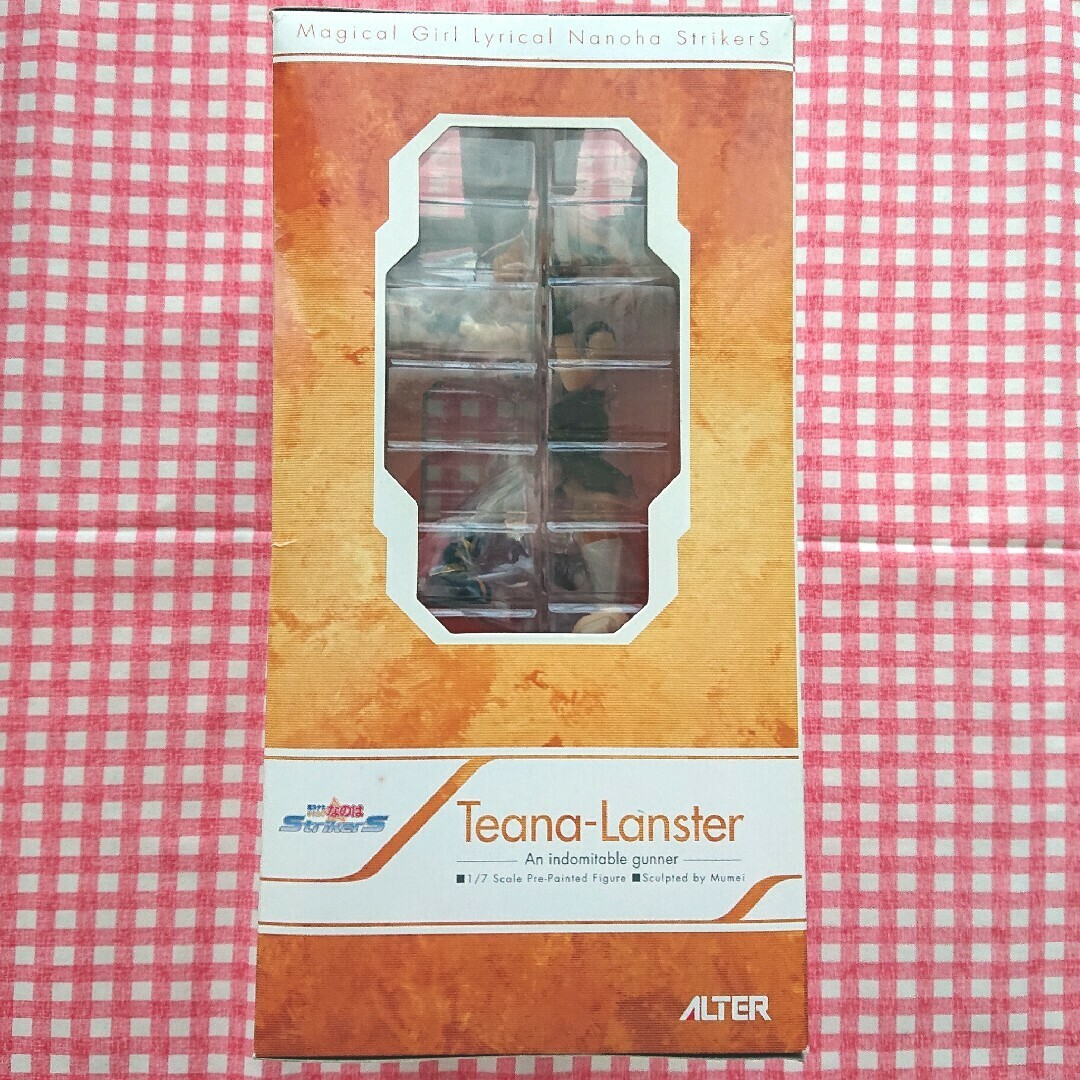 Magical Girl Lyrical Nanoha StrikerS
なのは
StrikerS
Teana-Lanster
An indomitable gunner
■1/7 Scale Pre-Painted Figure ■Sculpted by Mumei
ALTER